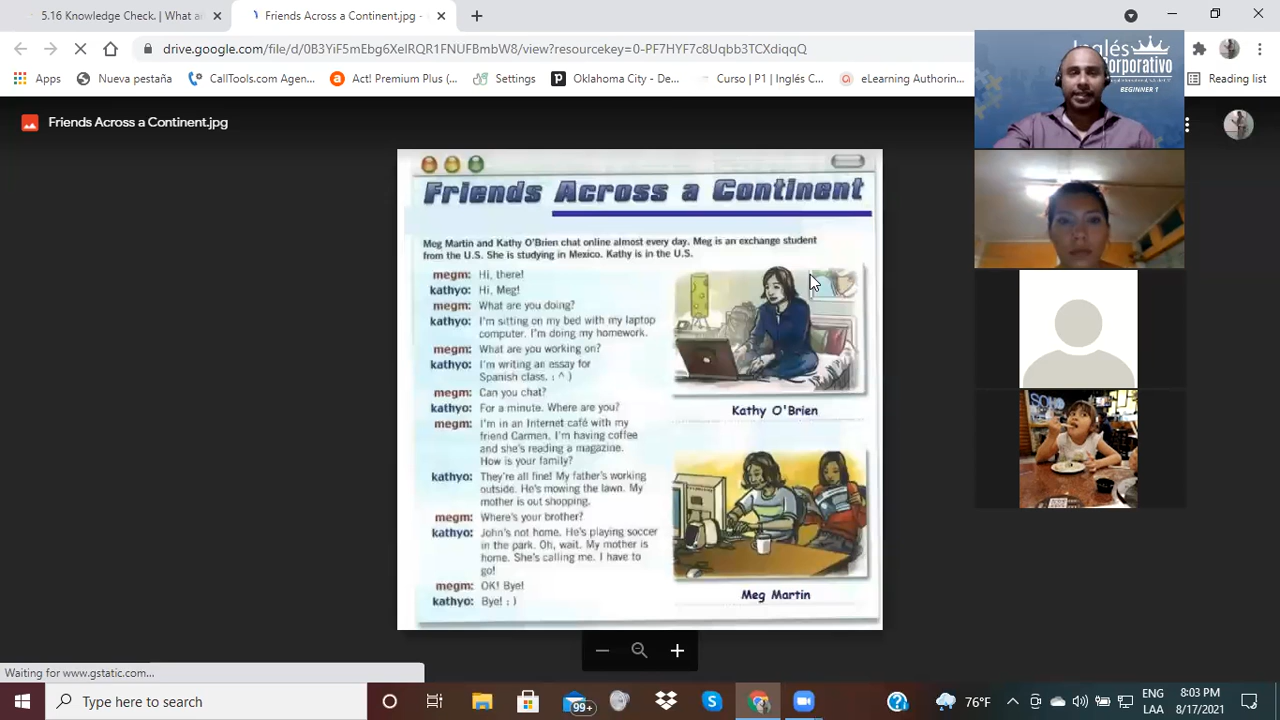 5.16 Knowledge Check. | What a
Friends Across a Continent.jpg -
drive.google.com/file/d/0B3YiF5mEbg6XelRQR1FNUFBmbW8/view?resourcekey=0-PF7HYF7c8Uqbb3TCXdiqqQ
Apps
Nueva pestaña
CallTools.com Agen...
ActivePremium Plus (...
Settings
Oklahoma City - De...
Curso | P1 | Inglés C...
eLearning Authorin...
Reading list
Inglés
Corporativo
BEGINNER 1
Friends Across a Continent.jpg
Friends Across a Continent
Meg Martin and Kathy O'Brien chat online almost every day. Meg is an exchange student
from the U.S. She is studying in Mexico. Kathy is in the U.S.
megm: Hi, there!
kathyo: Hi, Meg!
megm: What are you doing?
kathyo: I'm sitting on my bed with my laptop
computer. I'm doing my homework.
megm: What are you working on?
kathyo: I'm writing an essay for
Spanish class. : ^ )
megm: Can you chat?
kathyo: For a minute. Where are you?
megm: I'm in an Internet café with my
friend Carmen. I'm having coffee
and she's reading a magazine.
How is your family?
kathyo: They're all fine! My father's working
outside. He's mowing the lawn. My
mother is out shopping.
megm: Where's your brother?
kathyo: John's not home. He's playing soccer
in the park. Oh, wait. My mother is
home. She's calling me. I have to
go!
megm: OK! Bye!
kathyo: Bye! : )
Kathy O'Brien
Meg Martin
SOHO
Waiting for www.gstatic.com...
Type here to search
99+
76°F
ENG
LAA
8:03 PM
8/17/2021